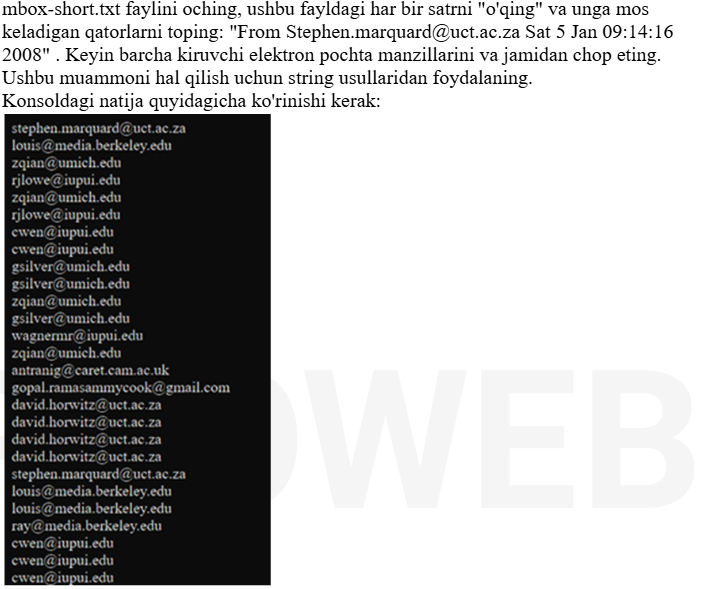 mbox-short.txt faylini oching, ushbu fayldagi har bir satrni "o'qing" va unga mos
keladigan qatorlarni toping: "From Stephen.marquard@uct.ac.za Sat 5 Jan 09:14:16
2008" . Keyin barcha kiruvchi elektron pochta manzillarini va jamidan chop eting.
Ushbu muammoni hal qilish uchun string usullaridan foydalaning.
Konsoldagi natija quyidagicha ko'rinishi kerak:
stephen.marquard@uct.ac.za
louis@media.berkeley.edu
zqian@umich.edu
rjlowe@iupui.edu
zqian@umich.edu
rjlowe@iupui.edu
cwen@iupui.edu
cwen@iupui.edu
gsilver@umich.edu
gsilver@umich.edu
zqian@umich.edu
gsilver@umich.edu
wagnermr@iupui.edu
zqian@umich.edu
antranig@caret.cam.ac.uk
gopal.ramasammycook@gmail.com
david.horwitz@uct.ac.za
david.horwitz@uct.ac.za
david.horwitz@uct.ac.za
david.horwitz@uct.ac.za
stephen.marquard@uct.ac.za
louis@media.berkeley.edu
louis@media.berkeley.edu
ray@media.berkeley.edu
cwen@iupui.edu
cwen@iupui.edu
cwen@iupui.edu